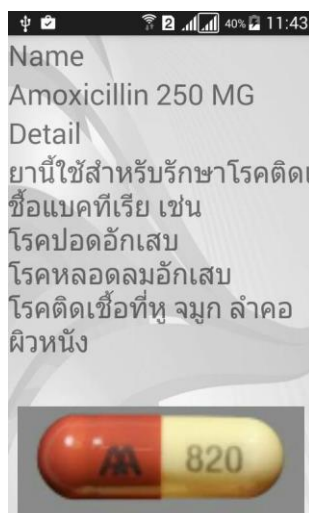 2 40% 11:43
Name
Amoxicillin 250 MG
Detail
ยานี้ใช้สำหรับรักษาโรคติดเ
ชื้อแบคทีเรีย เช่น
โรคปอดอักเสบ
โรคหลอดลมอักเสบ
โรคติดเชื้อที่หู จมูก ลำคอ
ผิวหนัง
820